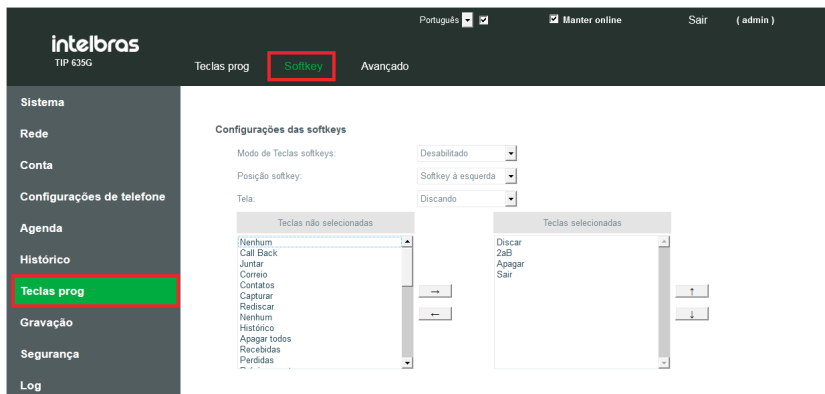 Português
Manter online
Sair
( admin )
intelbras
TIP 635G
Teclas prog
Softkey
Avançado
Sistema
Rede
Conta
Configurações de telefone
Agenda
Histórico
Teclas prog
Gravação
Segurança
Log
Configurações das softkeys
Modo de Teclas softkeys:
Desabilitado
Posição softkey:
Softkey à esquerda
Tela:
Discando
Teclas não selecionadas
Nenhum
Call Back
Juntar
Correio
Contatos
Capturar
Rediscar
Nenhum
Histórico
Apagar todos
Recebidas
Perdidas
→
←
Teclas selecionadas
Discar
2aB
Apagar
Sair
↑
↓